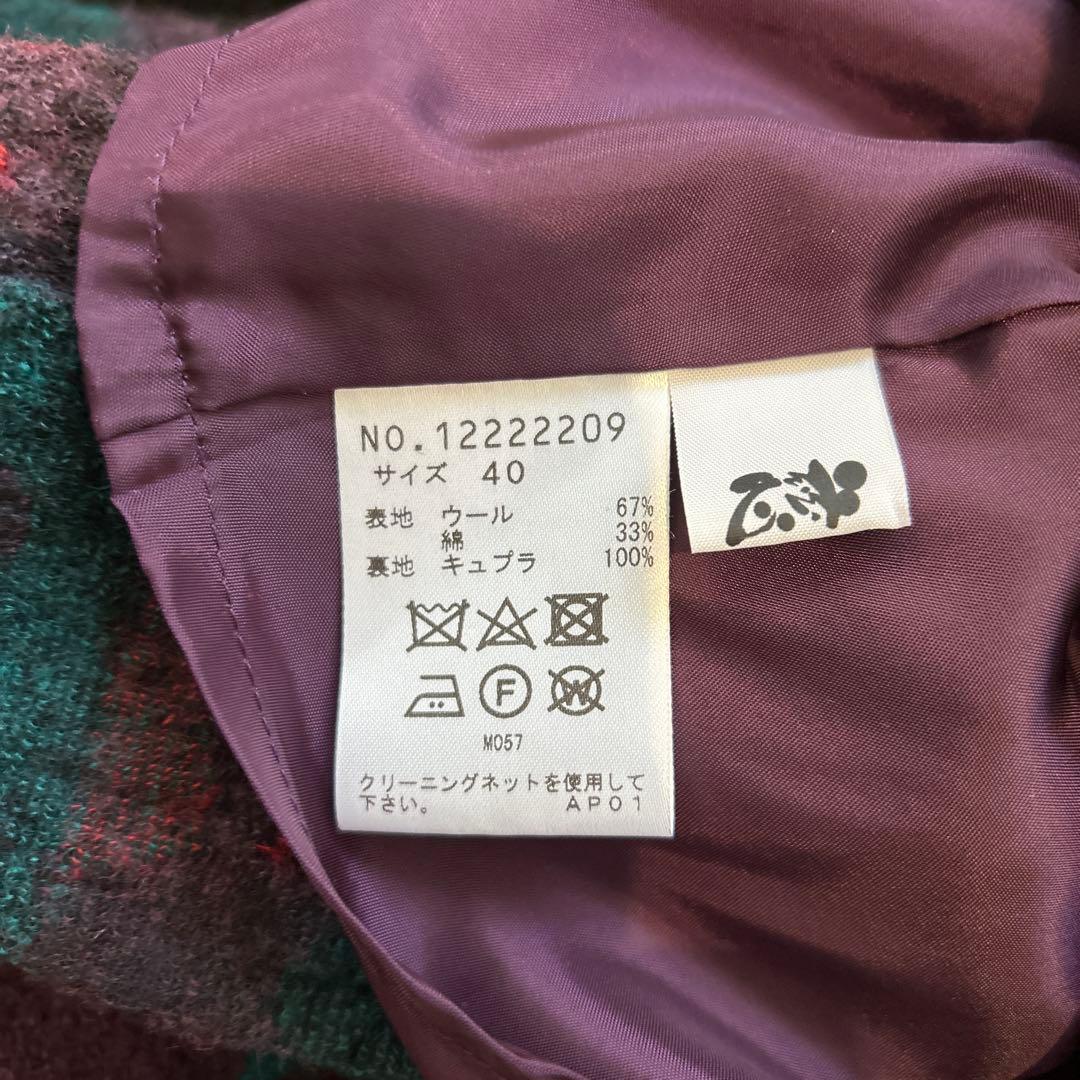 NO.12222209
サイズ 40
表地 ウール 67%
綿 33%
裏地 キュプラ 100%
F
W
M057
クリーニングネットを使用して
下さい。 AP01